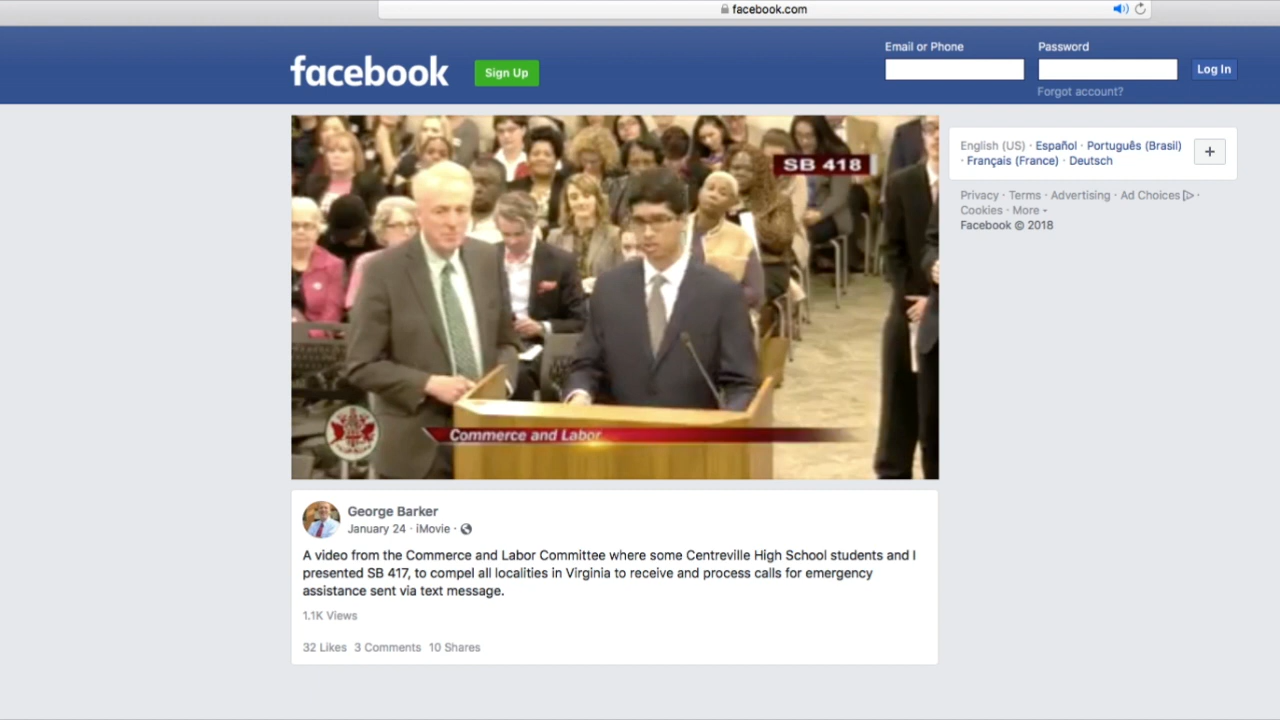 facebook.com
facebook
Sign Up
Email or Phone
Password
Log In
Forgot account?
SB 418
Commerce and Labor
English (US) · Español · Português (Brasil)
· Français (France) · Deutsch
+
Privacy · Terms · Advertising · Ad Choices ·
Cookies · More
Facebook © 2018
George Barker
January 24 · iMovie ·
A video from the Commerce and Labor Committee where some Centreville High School students and I
presented SB 417, to compel all localities in Virginia to receive and process calls for emergency
assistance sent via text message.
1.1K Views
32 Likes 3 Comments 10 Shares